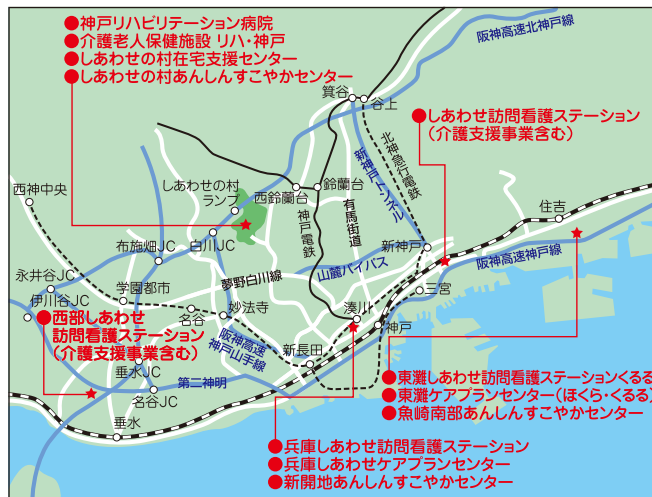 ●神戸リハビリテーション病院
●介護老人保健施設 リハ・神戸
●しあわせの村在宅支援センター
●しあわせの村あんしんすこやかセンター
阪神高速北神戸線
箕谷
谷上
●しあわせ訪問看護ステーション
（介護支援事業含む）
北神急行電鉄
新神戸トンネル
西神中央
しあわせの村
ランプ
西鈴蘭台
鈴蘭台
神戸電鉄
有馬街道
住吉
布施畑JC
白川JC
新神戸
阪神高速神戸線
永井谷JC
学園都市
夢野白川線
山麓バイパス
伊川谷JC
名谷
妙法寺
三宮
湊川
神戸
●西部しあわせ
訪問看護ステーション
（介護支援事業含む）
阪神高速
神戸山手線
新長田
垂水JC
第二神明
名谷JC
垂水
●東灘しあわせ訪問看護ステーションくるる
●東灘ケアプランセンター（ほくら・くるる）
●魚崎南部あんしんすこやかセンター
●兵庫しあわせ訪問看護ステーション
●兵庫しあわせケアプランセンター
●新開地あんしんすこやかセンター